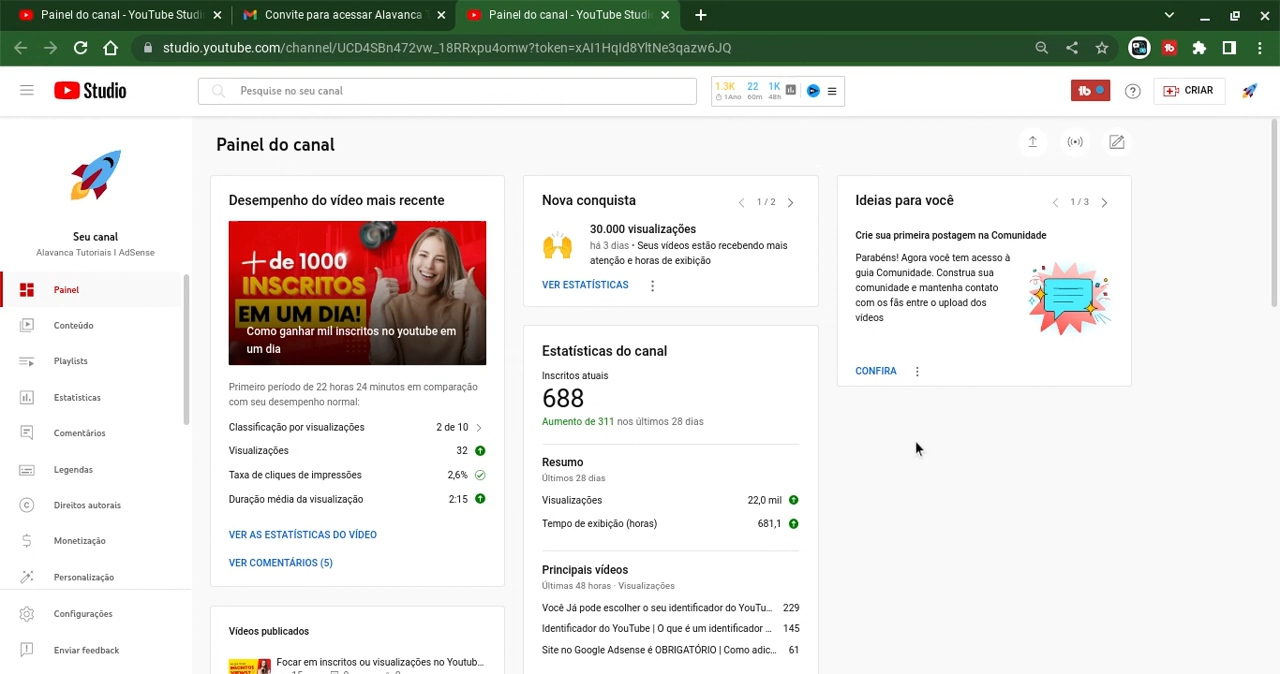 Painel do canal - YouTube Studi
Convite para acessar Alavanca T
Painel do canal - YouTube Studi
studio.youtube.com/channel/UCD4SBn472vw_18RRxpu4omw?token=xAI1HqId8YltNe3qazw6JQ
Studio
Pesquise no seu canal
1.3K 22 1K
1Ano 60m 48h
tb
CRIAR
Painel do canal
Seu canal
Alavanca Tutoriais I AdSense
Painel
Conteúdo
Playlists
Estatísticas
Comentários
Legendas
Direitos autorais
Monetização
Personalização
Configurações
Enviar feedback
Desempenho do vídeo mais recente
+de 1000
INSCRITOS
EM UM DIA!
Como ganhar mil inscritos no youtube em
um dia
Primeiro período de 22 horas 24 minutos em comparação
com seu desempenho normal:
Classificação por visualizações 2 de 10
Visualizações 32
Taxa de cliques de impressões 2,6%
Duração média da visualização 2:15
VER AS ESTATÍSTICAS DO VÍDEO
VER COMENTÁRIOS (5)
Vídeos publicados
Focar em inscritos ou visualizações no Youtub...
Nova conquista 1 / 2
30.000 visualizações
há 3 dias • Seus vídeos estão recebendo mais
atenção e horas de exibição
VER ESTATÍSTICAS
Estatísticas do canal
Inscritos atuais
688
Aumento de 311 nos últimos 28 dias
Resumo
Últimos 28 dias
Visualizações 22,0 mil
Tempo de exibição (horas) 681,1
Principais vídeos
Últimas 48 horas · Visualizações
Você Já pode escolher o seu identificador do YouTu... 229
Identificador do YouTube | O que é um identificador ... 145
Site no Google Adsense é OBRIGATÓRIO | Como adic... 61
Ideias para você 1 / 3
Crie sua primeira postagem na Comunidade
Parabéns! Agora você tem acesso à
guia Comunidade. Construa sua
comunidade e mantenha contato
com os fãs entre o upload dos
vídeos
CONFIRA